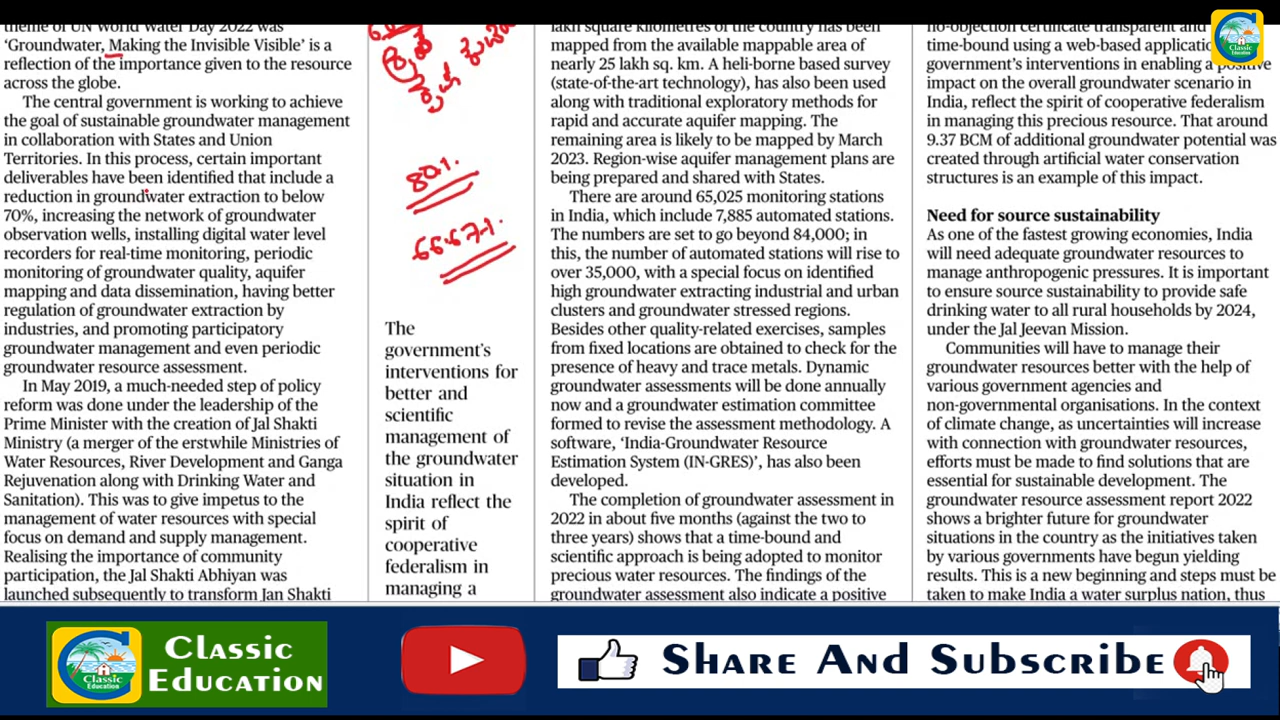 theme of UN World Water Day 2022 was
‘Groundwater, Making the Invisible Visible’ is a
reflection of the importance given to the resource
across the globe.
The central government is working to achieve
the goal of sustainable groundwater management
in collaboration with States and Union
Territories. In this process, certain important
deliverables have been identified that include a
reduction in groundwater extraction to below
70%, increasing the network of groundwater
observation wells, installing digital water level
recorders for real-time monitoring, periodic
monitoring of groundwater quality, aquifer
mapping and data dissemination, having better
regulation of groundwater extraction by
industries, and promoting participatory
groundwater management and even periodic
groundwater resource assessment.
In May 2019, a much-needed step of policy
reform was done under the leadership of the
Prime Minister with the creation of Jal Shakti
Ministry (a merger of the erstwhile Ministries of
Water Resources, River Development and Ganga
Rejuvenation along with Drinking Water and
Sanitation). This was to give impetus to the
management of water resources with special
focus on demand and supply management.
Realising the importance of community
participation, the Jal Shakti Abhiyan was
launched subsequently to transform Jan Shakti
80%.
66.67%.
The
government’s
interventions for
better and
scientific
management of
the groundwater
situation in
India reflect the
spirit of
cooperative
federalism in
managing a
lakh square kilometres of the country has been
mapped from the available mappable area of
nearly 25 lakh sq. km. A heli-borne based survey
(state-of-the-art technology), has also been used
along with traditional exploratory methods for
rapid and accurate aquifer mapping. The
remaining area is likely to be mapped by March
2023. Region-wise aquifer management plans are
being prepared and shared with States.
There are around 65,025 monitoring stations
in India, which include 7,885 automated stations.
The numbers are set to go beyond 84,000; in
this, the number of automated stations will rise to
over 35,000, with a special focus on identified
high groundwater extracting industrial and urban
clusters and groundwater stressed regions.
Besides other quality-related exercises, samples
from fixed locations are obtained to check for the
presence of heavy and trace metals. Dynamic
groundwater assessments will be done annually
now and a groundwater estimation committee
formed to revise the assessment methodology. A
software, ‘India-Groundwater Resource
Estimation System (IN-GRES)’, has also been
developed.
The completion of groundwater assessment in
2022 in about five months (against the two to
three years) shows that a time-bound and
scientific approach is being adopted to monitor
precious water resources. The findings of the
groundwater assessment also indicate a positive
no-objection certificate transparent and
time-bound using a web-based
government’s interventions in enabling a positive
impact on the overall groundwater scenario in
India, reflect the spirit of cooperative federalism
in managing this precious resource. That around
9.37 BCM of additional groundwater potential was
created through artificial water conservation
structures is an example of this impact.
Need for source sustainability
As one of the fastest growing economies, India
will need adequate groundwater resources to
manage anthropogenic pressures. It is important
to ensure source sustainability to provide safe
drinking water to all rural households by 2024,
under the Jal Jeevan Mission.
Communities will have to manage their
groundwater resources better with the help of
various government agencies and
non-governmental organisations. In the context
of climate change, as uncertainties will increase
with connection with groundwater resources,
efforts must be made to find solutions that are
essential for sustainable development. The
groundwater resource assessment report 2022
shows a brighter future for groundwater
situations in the country as the initiatives taken
by various governments have begun yielding
results. This is a new beginning and steps must be
taken to make India a water surplus nation, thus
Classic
Education
Classic
Education
Classic
Education
Share And Subscribe